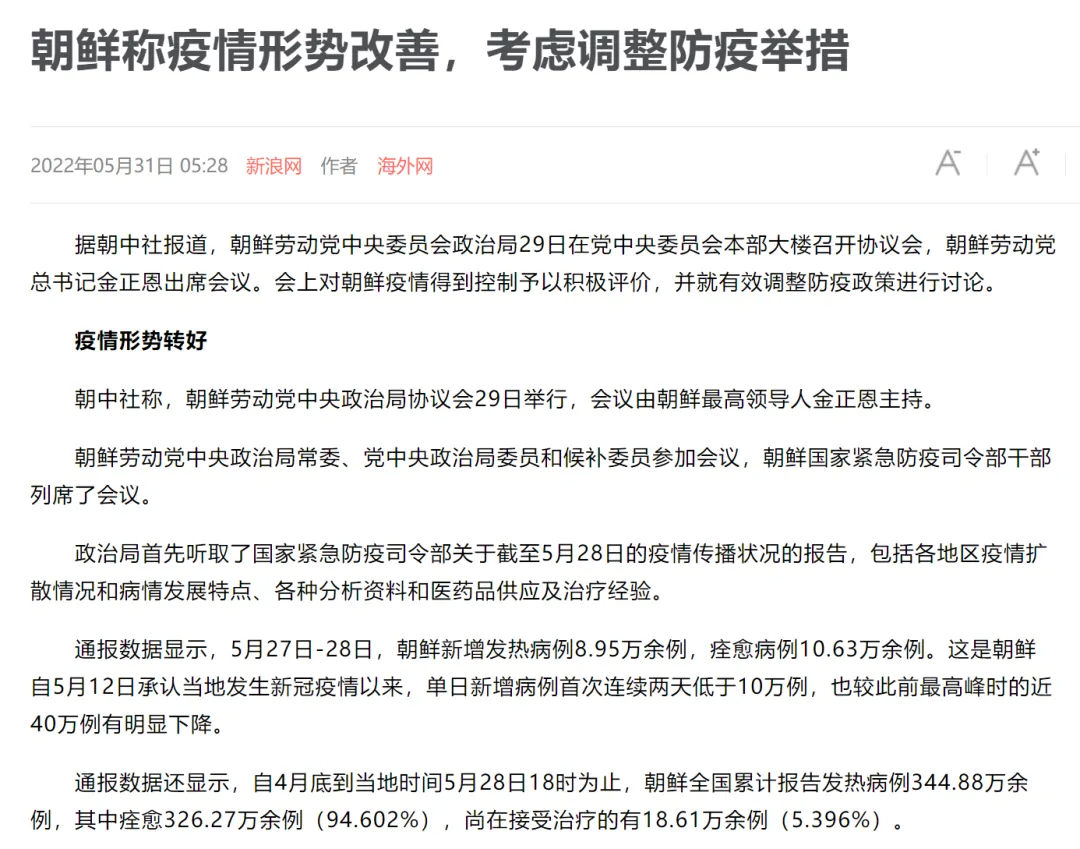 朝鲜称疫情形势改善，考虑调整防疫举措
2022年05月31日 05:28 新浪网 作者 海外网 A- A+
据朝中社报道，朝鲜劳动党中央委员会政治局29日在党中央委员会本部大楼召开协议会，朝鲜劳动党
总书记金正恩出席会议。会上对朝鲜疫情得到控制予以积极评价，并就有效调整防疫政策进行讨论。
疫情形势转好
朝中社称，朝鲜劳动党中央政治局协议会29日举行，会议由朝鲜最高领导人金正恩主持。
朝鲜劳动党中央政治局常委、党中央政治局委员和候补委员参加会议，朝鲜国家紧急防疫司令部干部
列席了会议。
政治局首先听取了国家紧急防疫司令部关于截至5月28日的疫情传播状况的报告，包括各地区疫情扩
散情况和病情发展特点、各种分析资料和医药品供应及治疗经验。
通报数据显示，5月27日-28日，朝鲜新增发热病例8.95万余例，痊愈病例10.63万余例。这是朝鲜
自5月12日承认当地发生新冠疫情以来，单日新增病例首次连续两天低于10万例，也较此前最高峰时的近
40万例有明显下降。
通报数据还显示，自4月底到当地时间5月28日18时为止，朝鲜全国累计报告发热病例344.88万余
例，其中痊愈326.27万余例（94.602%），尚在接受治疗的有18.61万余例（5.396%）。